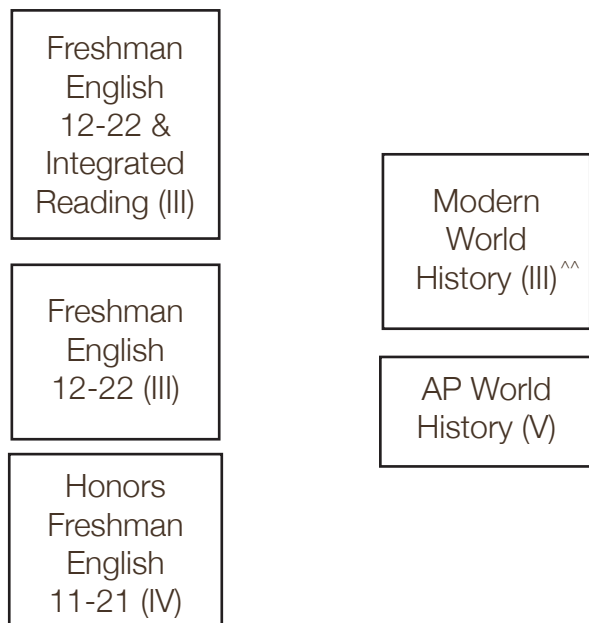 Freshman
English
12-22 &
Integrated
Reading (III)
Freshman
English
12-22 (III)
Honors
Freshman
English
11-21 (IV)
Modern
World
History (III)^^
AP World
History (V)